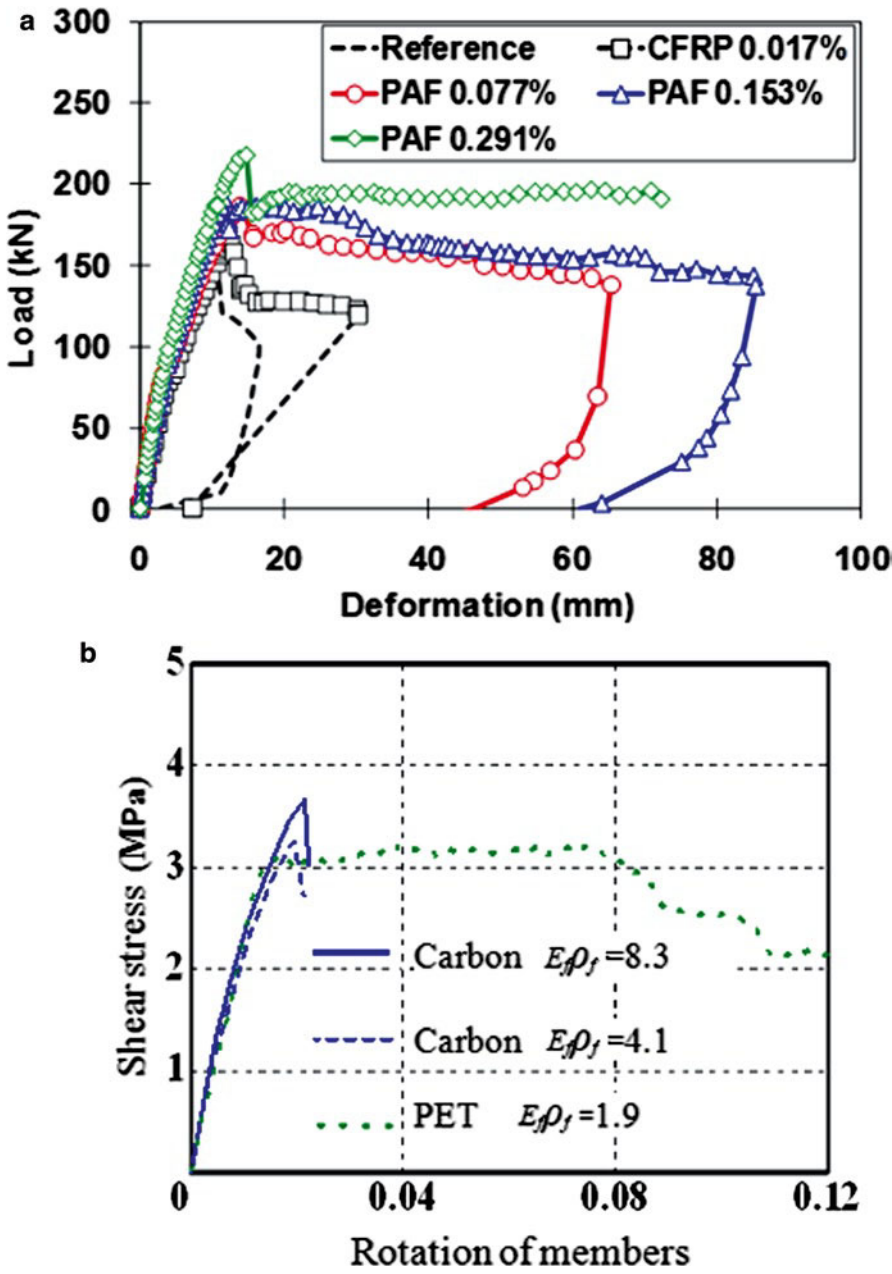 a
300
250
200
150
100
50
0
Load (kN)
Reference
CFRP 0.017%
PAF 0.077%
PAF 0.153%
PAF 0.291%
0 20 40 60 80 100
Deformation (mm)
b
5
4
3
2
1
Shear stress (MPa)
Carbon E_fρ_f =8.3
Carbon E_fρ_f =4.1
PET E_fρ_f =1.9
0 0.04 0.08 0.12
Rotation of members